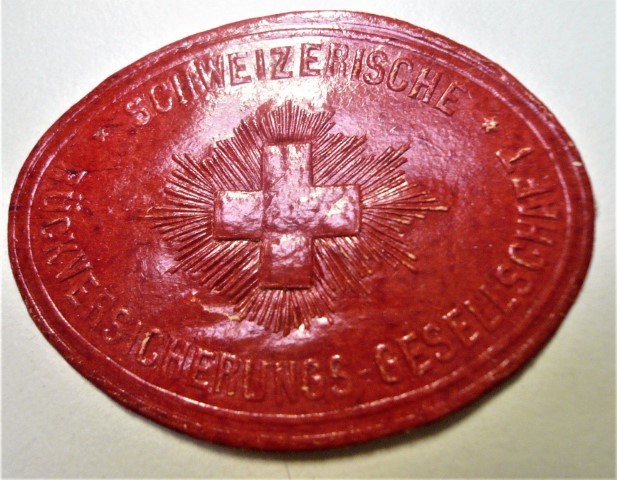 * SCHWEIZERISCHE *
RÜCKVERSICHERUNGS-GESELLSCHAFT